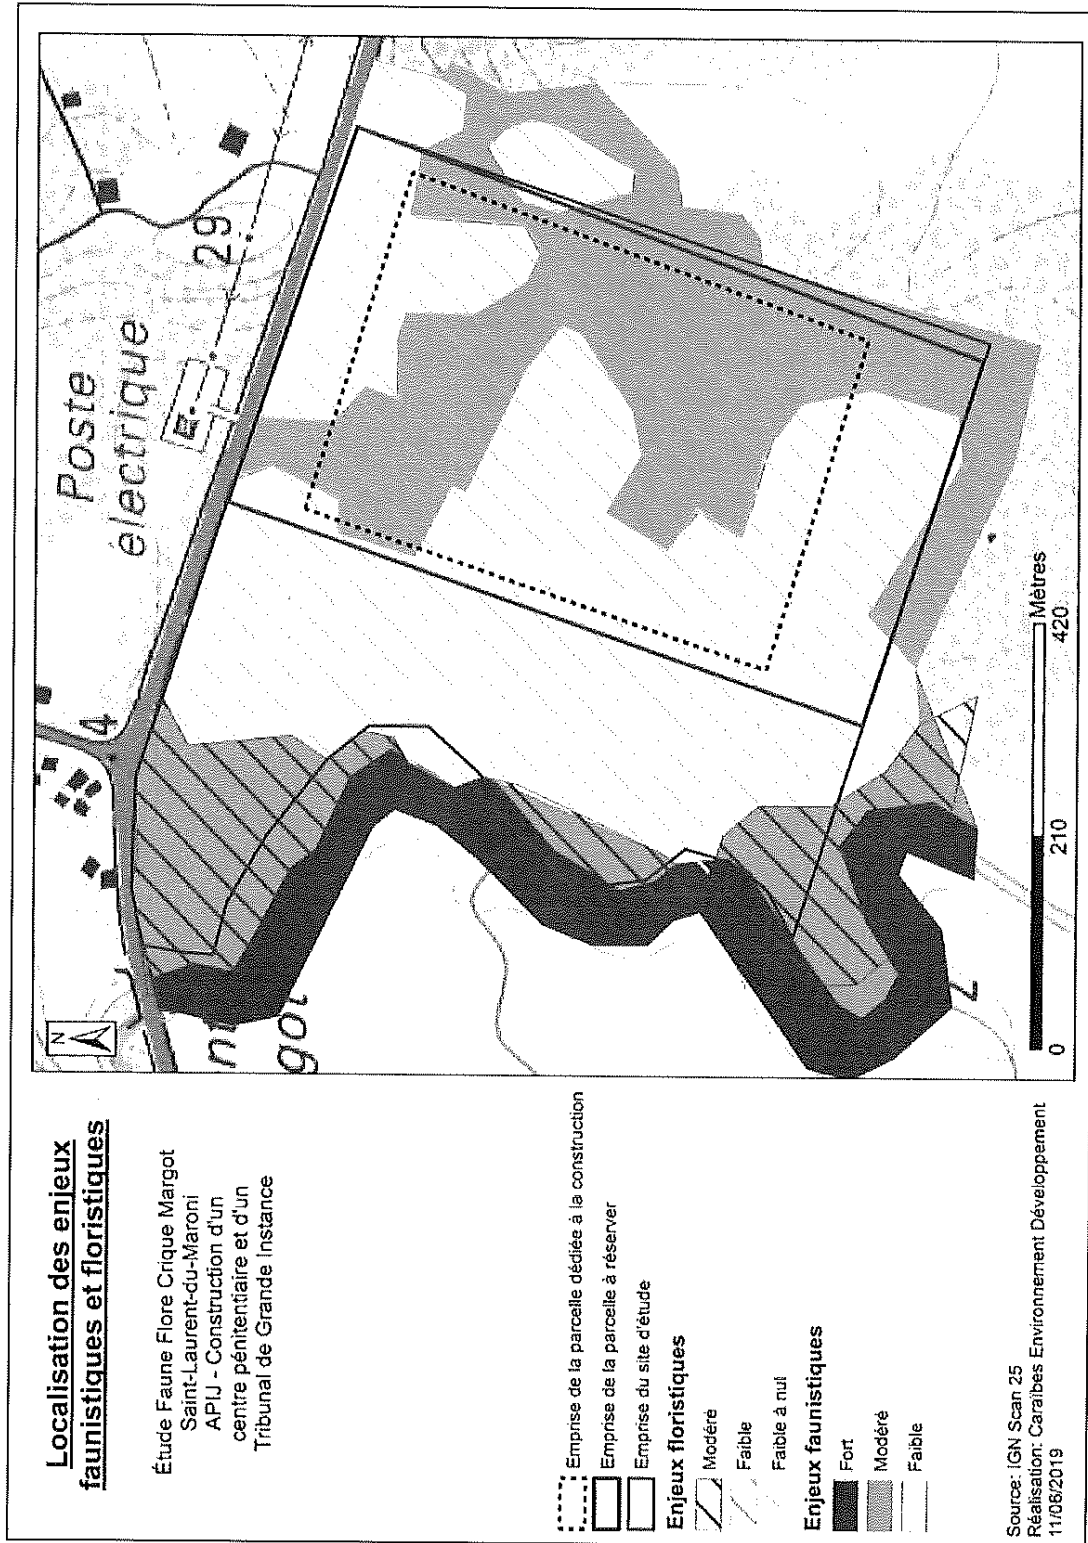 Localisation des enjeux
faunistiques et floristiques
Étude Faune Flore Crique Margot
Saint-Laurent-du-Maroni
APIJ - Construction d'un
centre pénitentiaire et d'un
Tribunal de Grande Instance
Emprise de la parcelle dédiée à la construction
Emprise de la parcelle à réserver
Emprise du site d'étude
Enjeux floristiques
Modéré
Faible
Faible à nul
Enjeux faunistiques
Fort
Modéré
Faible
Source: IGN Scan 25
Réalisation: Caraïbes Environnement Développement
11/06/2019
N
4
Poste
électrique
29
0
210
420
Mètres